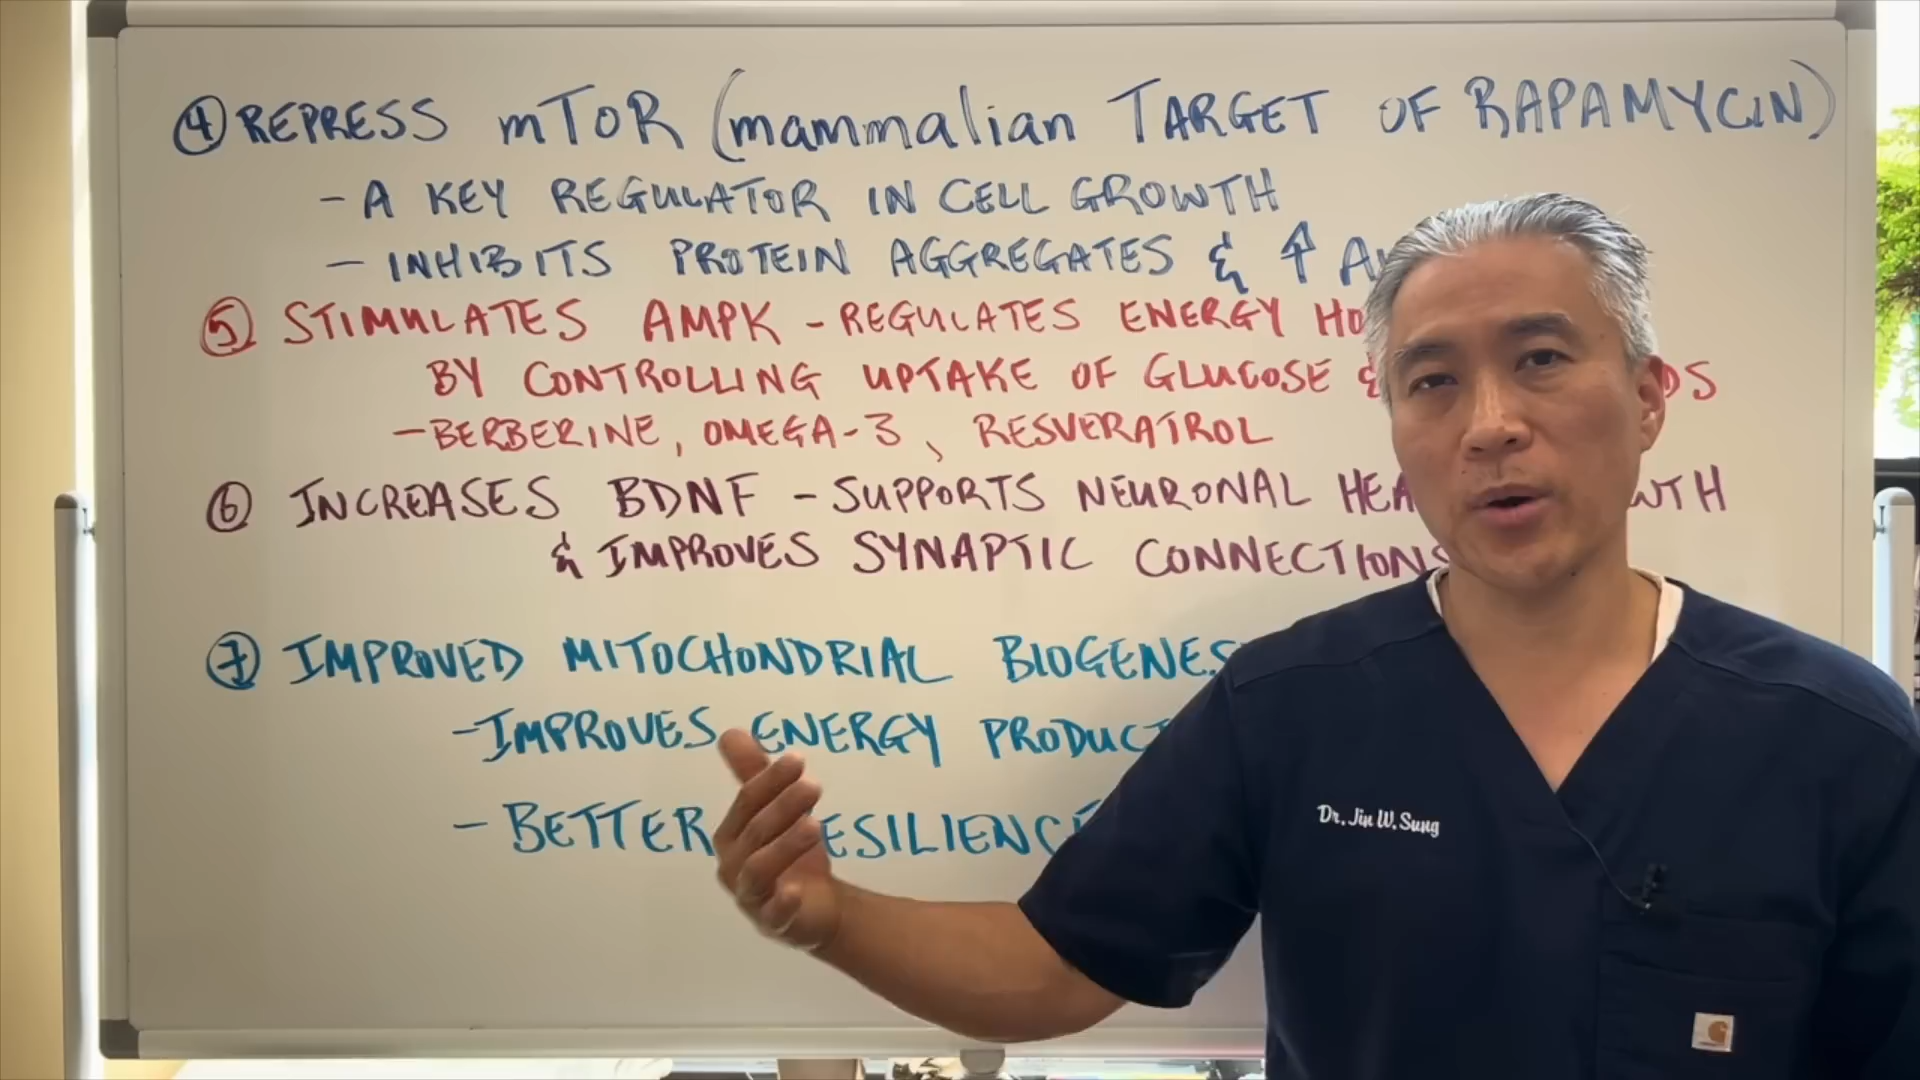 ④ REPRESS mTOR (mammalian TARGET OF RAPAMYCIN)
- A KEY REGULATOR IN CELL GROWTH
- INHIBITS PROTEIN AGGREGATES & ↑
⑤ STIMULATES AMPK - REGULATES ENERGY
BY CONTROLLING UPTAKE OF GLUCOSE &
- BERBERINE, OMEGA-3, RESVERATROL
⑥ INCREASES BDNF - SUPPORTS NEURONAL
& IMPROVES SYNAPTIC CONNECTIONS
⑦ IMPROVED MITOCHONDRIAL
- IMPROVES ENERGY
- BETTER
Dr. Jin W. Sung